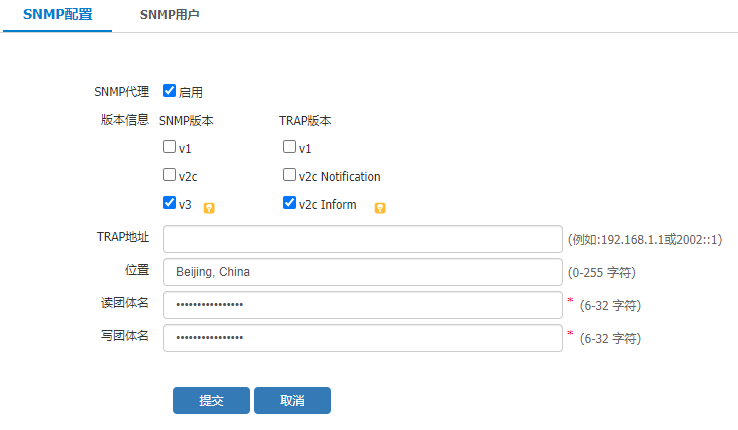 SNMP配置 SNMP用户
SNMP代理 启用
版本信息 SNMP版本 TRAP版本
v1 v1
v2c v2c Notification
v3 v2c Inform
TRAP地址 (例如:192.168.1.1或2002::1)
位置 Beijing, China (0-255 字符)
读团体名 •••••••••••••••• * (6-32 字符)
写团体名 •••••••••••••••• * (6-32 字符)
提交 取消